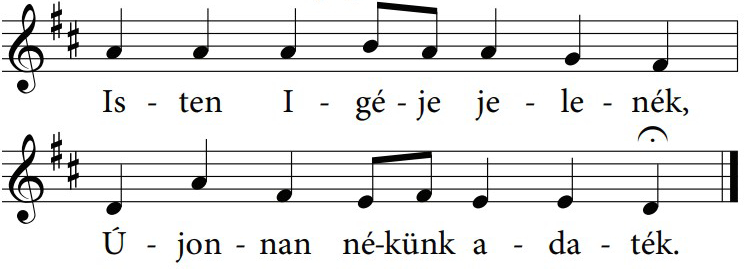 Is - ten I - gé - je je - le - nék,
Ú - jon - nan né-künk a - da - ték.